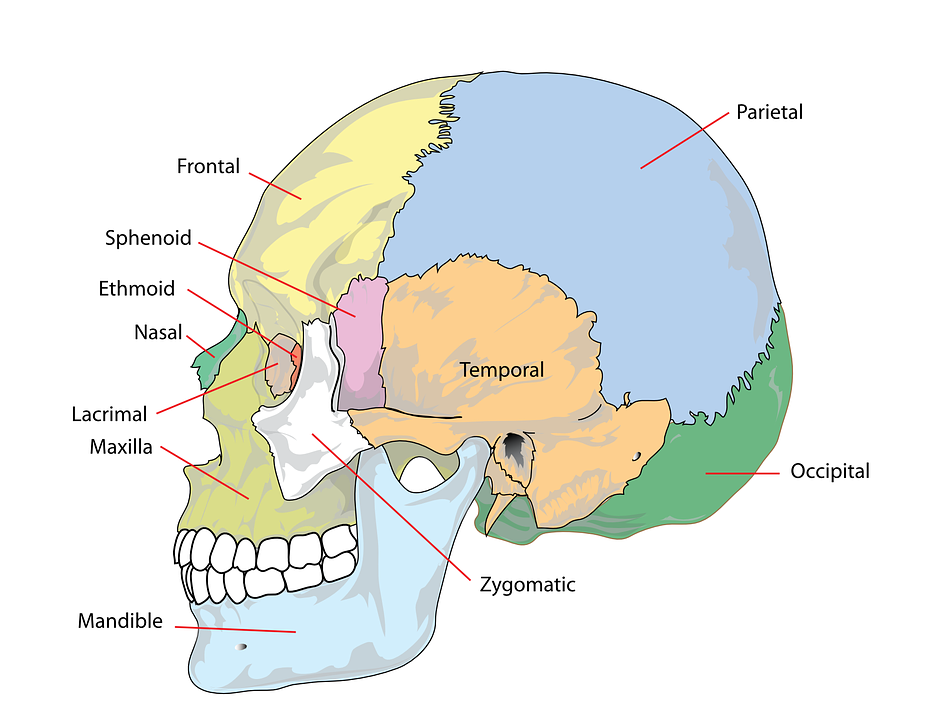 Parietal
Frontal
Sphenoid
Ethmoid
Nasal
Temporal
Lacrimal
Maxilla
Occipital
Zygomatic
Mandible